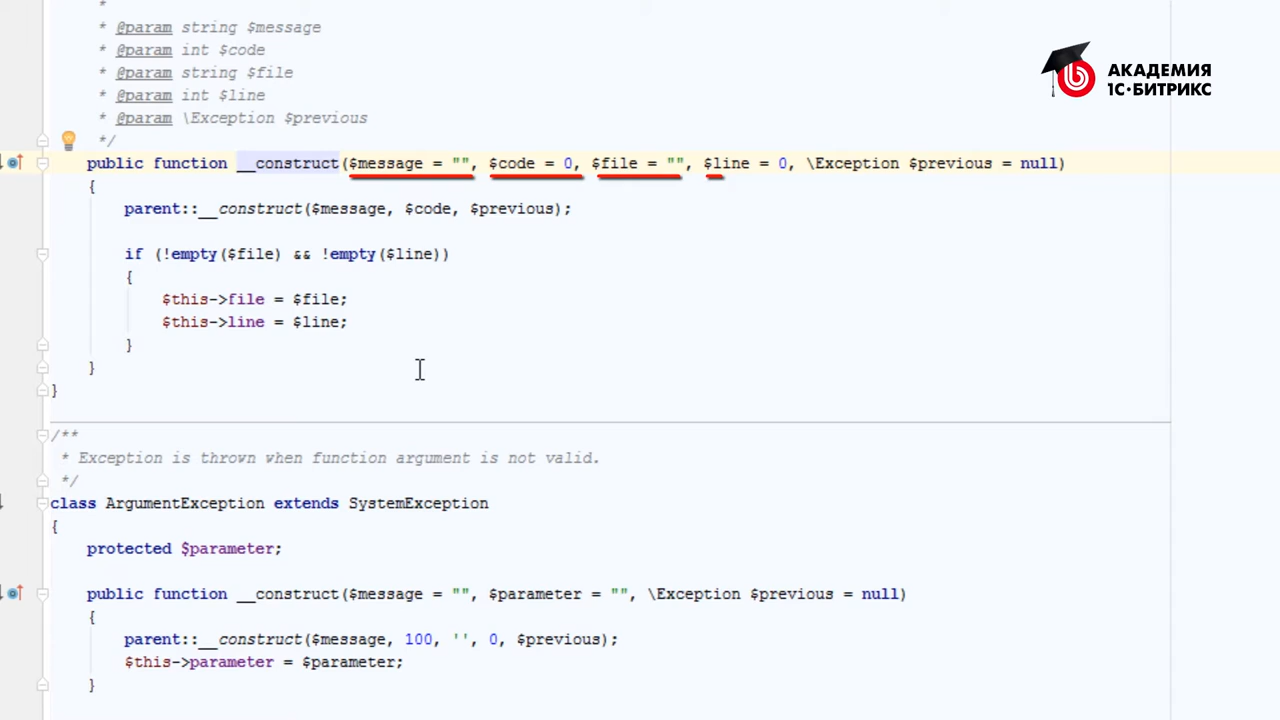 *
* @param string $message
* @param int $code
* @param string $file
* @param int $line
* @param \Exception $previous
*/
public function __construct($message = "", $code = 0, $file = "", $line = 0, \Exception $previous = null)
{
parent::__construct($message, $code, $previous);
if (!empty($file) && !empty($line))
{
$this->file = $file;
$this->line = $line;
}
}
}
/**
* Exception is thrown when function argument is not valid.
*/
class ArgumentException extends SystemException
{
protected $parameter;
public function __construct($message = "", $parameter = "", \Exception $previous = null)
{
parent::__construct($message, 100, '', 0, $previous);
$this->parameter = $parameter;
}
АКАДЕМИЯ
1С·БИТРИКС